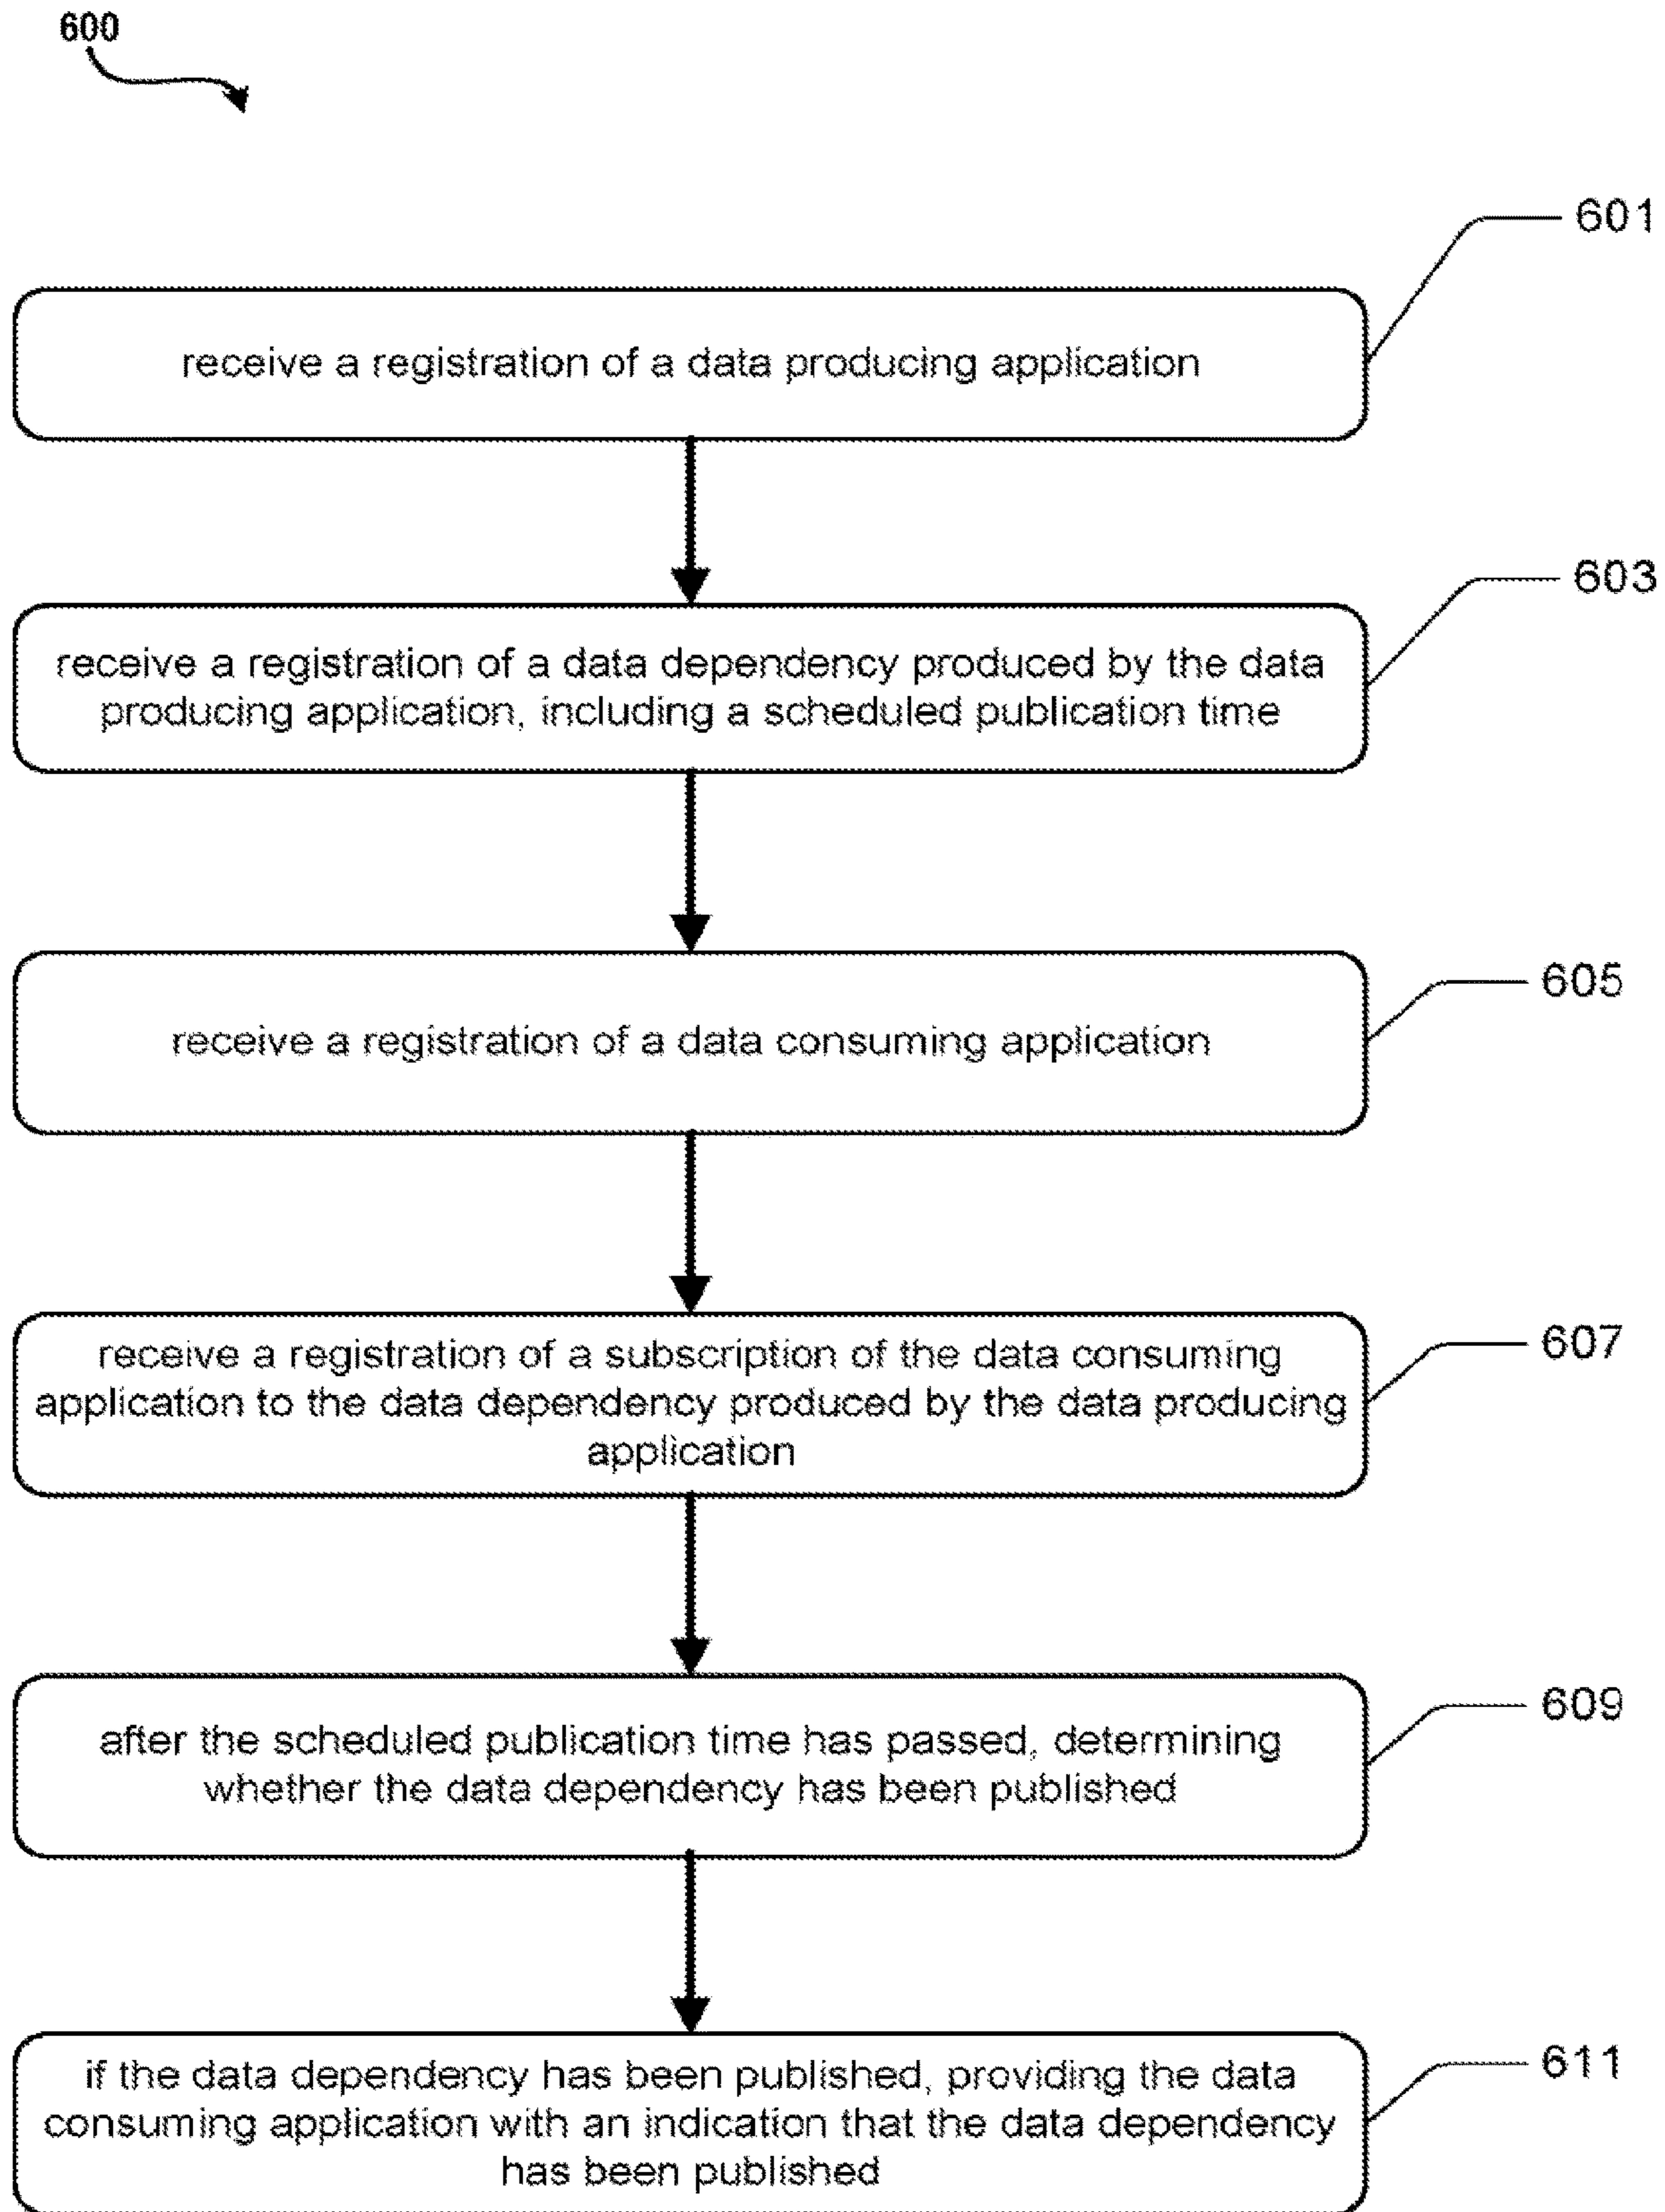 600
601
receive a registration of a data producing application
603
receive a registration of a data dependency produced by the data
producing application, including a scheduled publication time
605
receive a registration of a data consuming application
607
receive a registration of a subscription of the data consuming
application to the data dependency produced by the data producing
application
609
after the scheduled publication time has passed, determining
whether the data dependency has been published
611
if the data dependency has been published, providing the data
consuming application with an indication that the data dependency
has been published